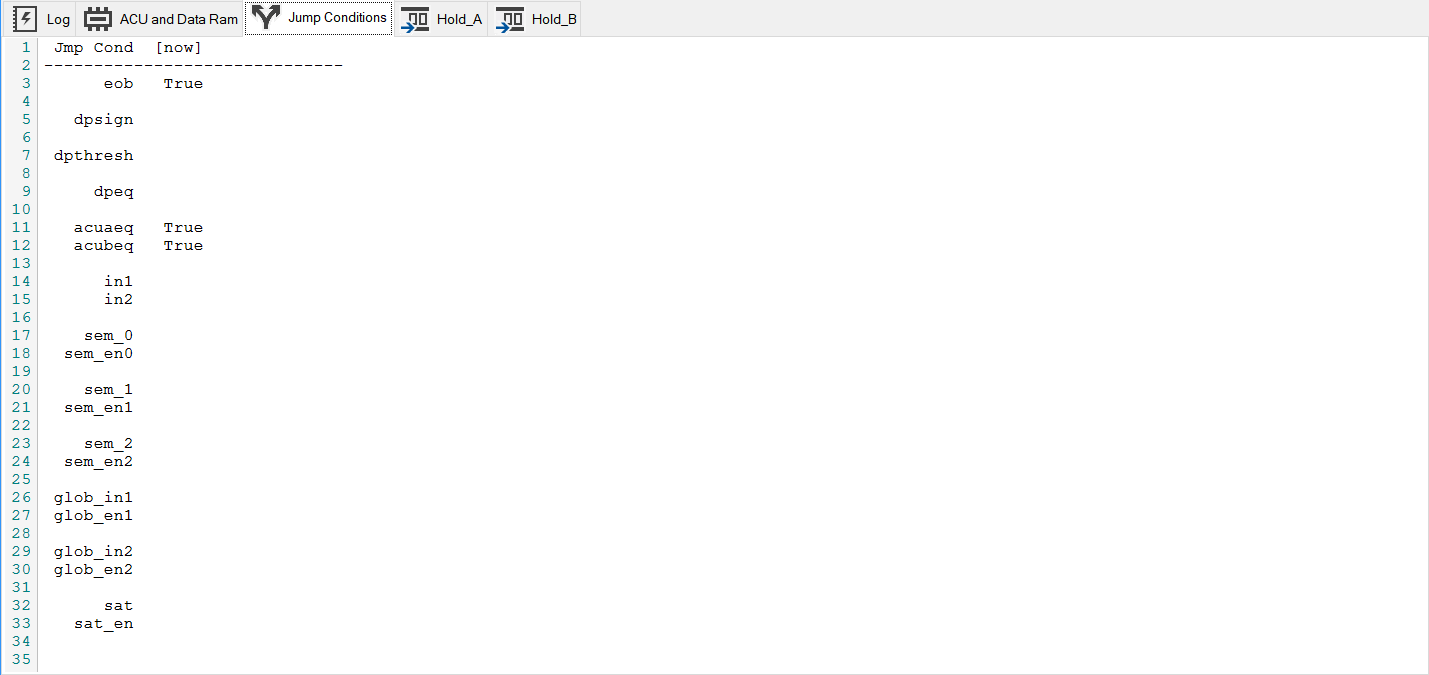 Log ACU and Data Ram Jump Conditions Hold_A Hold_B
1 Jmp Cond [now]
2 ------------------------------
3 eob True
4
5 dpsign
6
7 dpthresh
8
9 dpeq
10
11 acuaeq True
12 acubeq True
13
14 in1
15 in2
16
17 sem_0
18 sem_en0
19
20 sem_1
21 sem_en1
22
23 sem_2
24 sem_en2
25
26 glob_in1
27 glob_en1
28
29 glob_in2
30 glob_en2
31
32 sat
33 sat_en
34
35